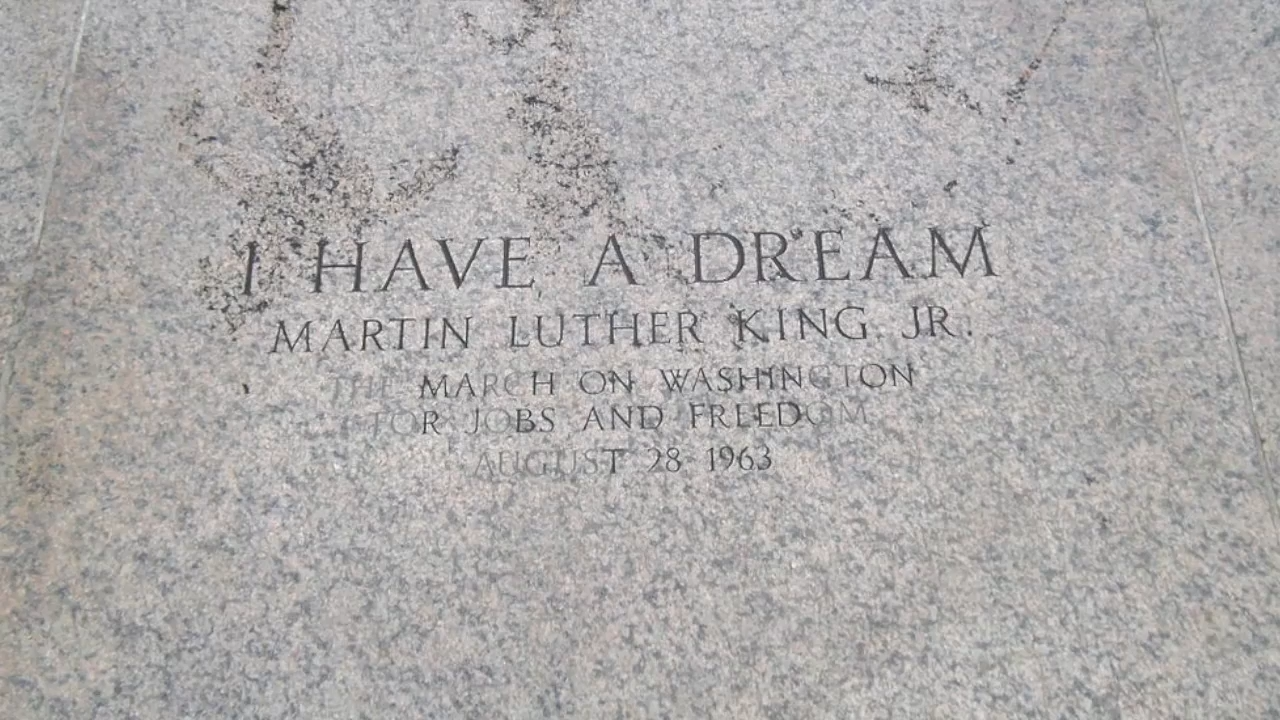 I HAVE A DREAM
MARTIN LUTHER KING, JR.
THE MARCH ON WASHINGTON
FOR JOBS AND FREEDOM
AUGUST 28 1963